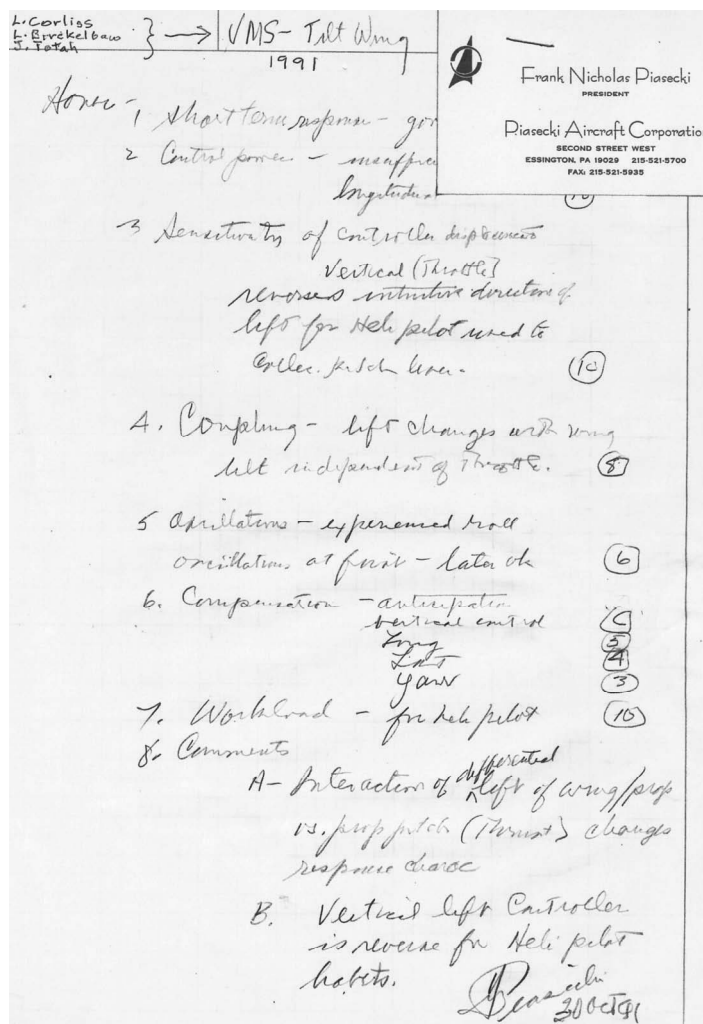 L. Corliss
L. Birckelbaw
J. Totah
VMS- Tilt Wing
1991
Frank Nicholas Piasecki
PRESIDENT
Piasecki Aircraft Corporatio
SECOND STREET WEST
ESSINGTON, PA 19029 215-521-5700
FAX: 215-521-5935
Hover -
1 Short term response -
2 Control power -
longitudinal
3 Sensitivity of controller displacements
Vertical (Throttle)
reverses intuitive direction of
lift for Heli pilot used to
Collec. pitch lever.
10
4. Coupling - lift changes with wing
tilt independent of Throttle.
8
5 Oscillations - experienced roll
oscillations at first - later ok
6
6. Compensation - anticipation
vertical control
Long 5
Lat 4
Yaw 3
7. Workload - for heli pilot 10
8. Comments
A- Interaction of differential lift of wing/prop
vs. prop pitch (Thrust) changes
response charac
B. Vertical lift Controller
is reverse for Heli pilot
habits.
Piasecki
30 OCT 91